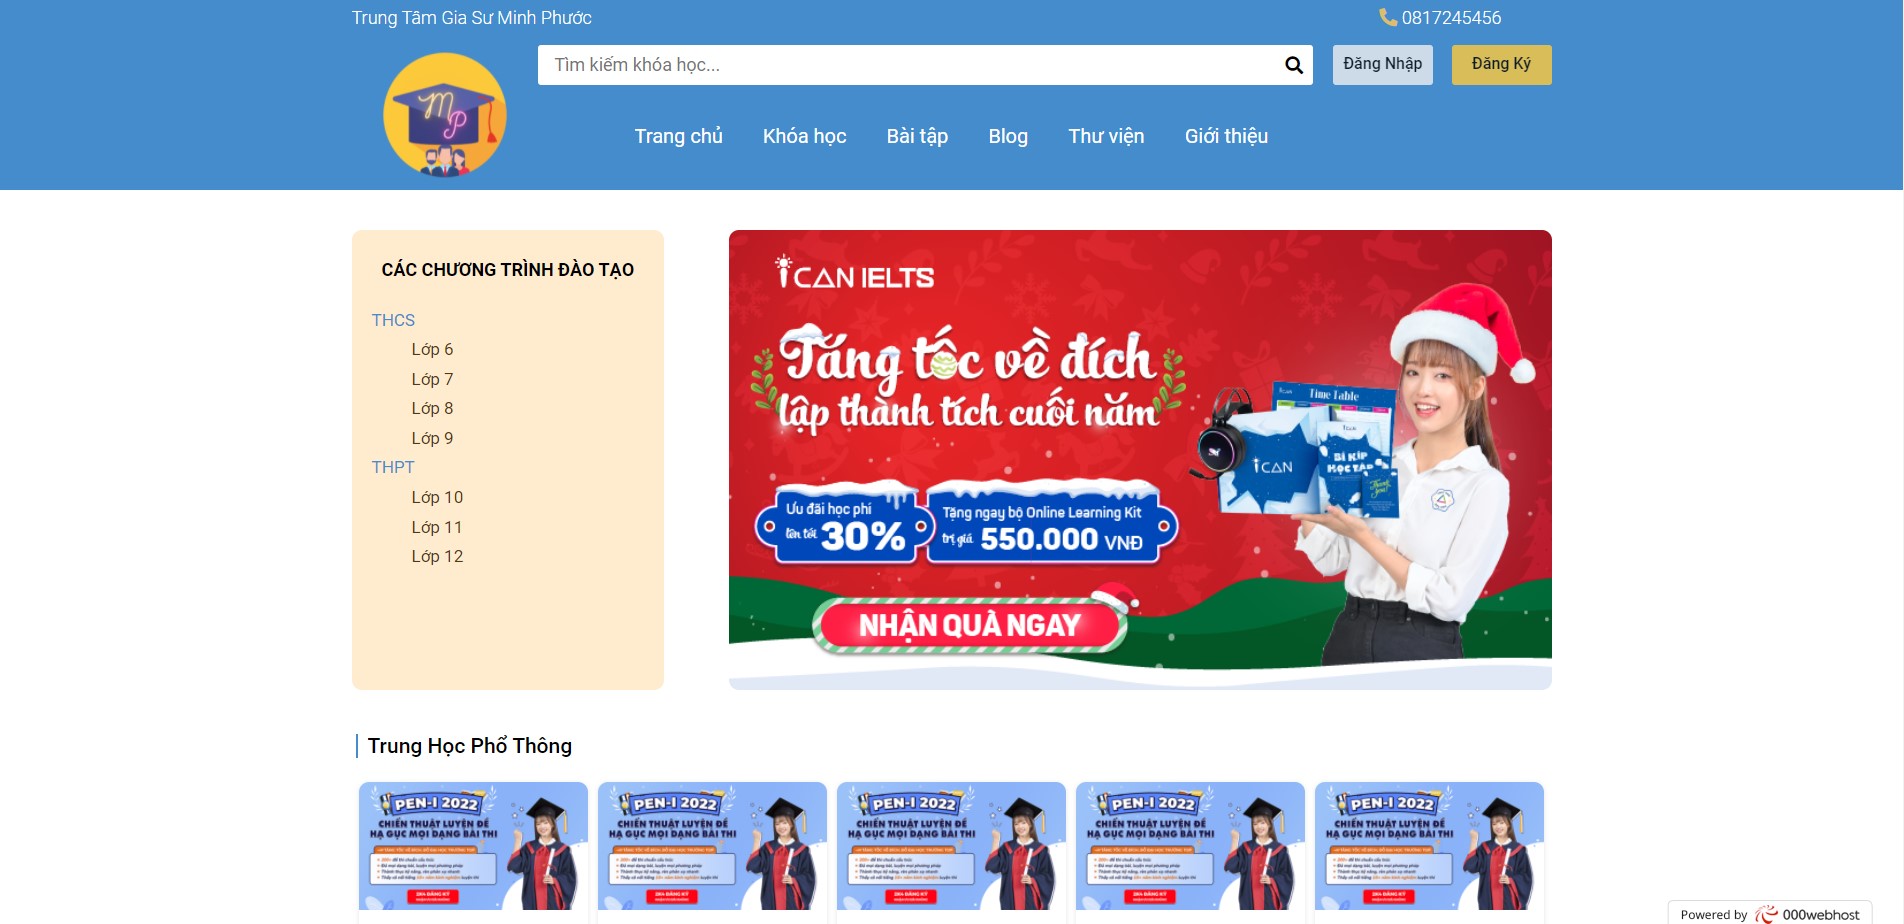 Trung Tâm Gia Sư Minh Phước
0817245456
MP
Tìm kiếm khóa học...
Đăng Nhập
Đăng Ký
Trang chủ
Khóa học
Bài tập
Blog
Thư viện
Giới thiệu
CÁC CHƯƠNG TRÌNH ĐÀO TẠO
THCS
Lớp 6
Lớp 7
Lớp 8
Lớp 9
THPT
Lớp 10
Lớp 11
Lớp 12
iCAN IELTS
Tăng tốc về đích
lập thành tích cuối năm
Ưu đãi học phí
lên tới 30%
Tặng ngay bộ Online Learning Kit
trị giá 550.000 VNĐ
NHẬN QUÀ NGAY
Time Table
iCAN
BÍ KÍP
HỌC TẬP
Thank you!
Trung Học Phổ Thông
PEN-I 2022
CHIẾN THUẬT LUYỆN ĐỀ
HẠ GỤC MỌI DẠNG BÀI THI
PEN-I 2022
CHIẾN THUẬT LUYỆN ĐỀ
HẠ GỤC MỌI DẠNG BÀI THI
PEN-I 2022
CHIẾN THUẬT LUYỆN ĐỀ
HẠ GỤC MỌI DẠNG BÀI THI
PEN-I 2022
CHIẾN THUẬT LUYỆN ĐỀ
HẠ GỤC MỌI DẠNG BÀI THI
PEN-I 2022
CHIẾN THUẬT LUYỆN ĐỀ
HẠ GỤC MỌI DẠNG BÀI THI
Powered by 000webhost